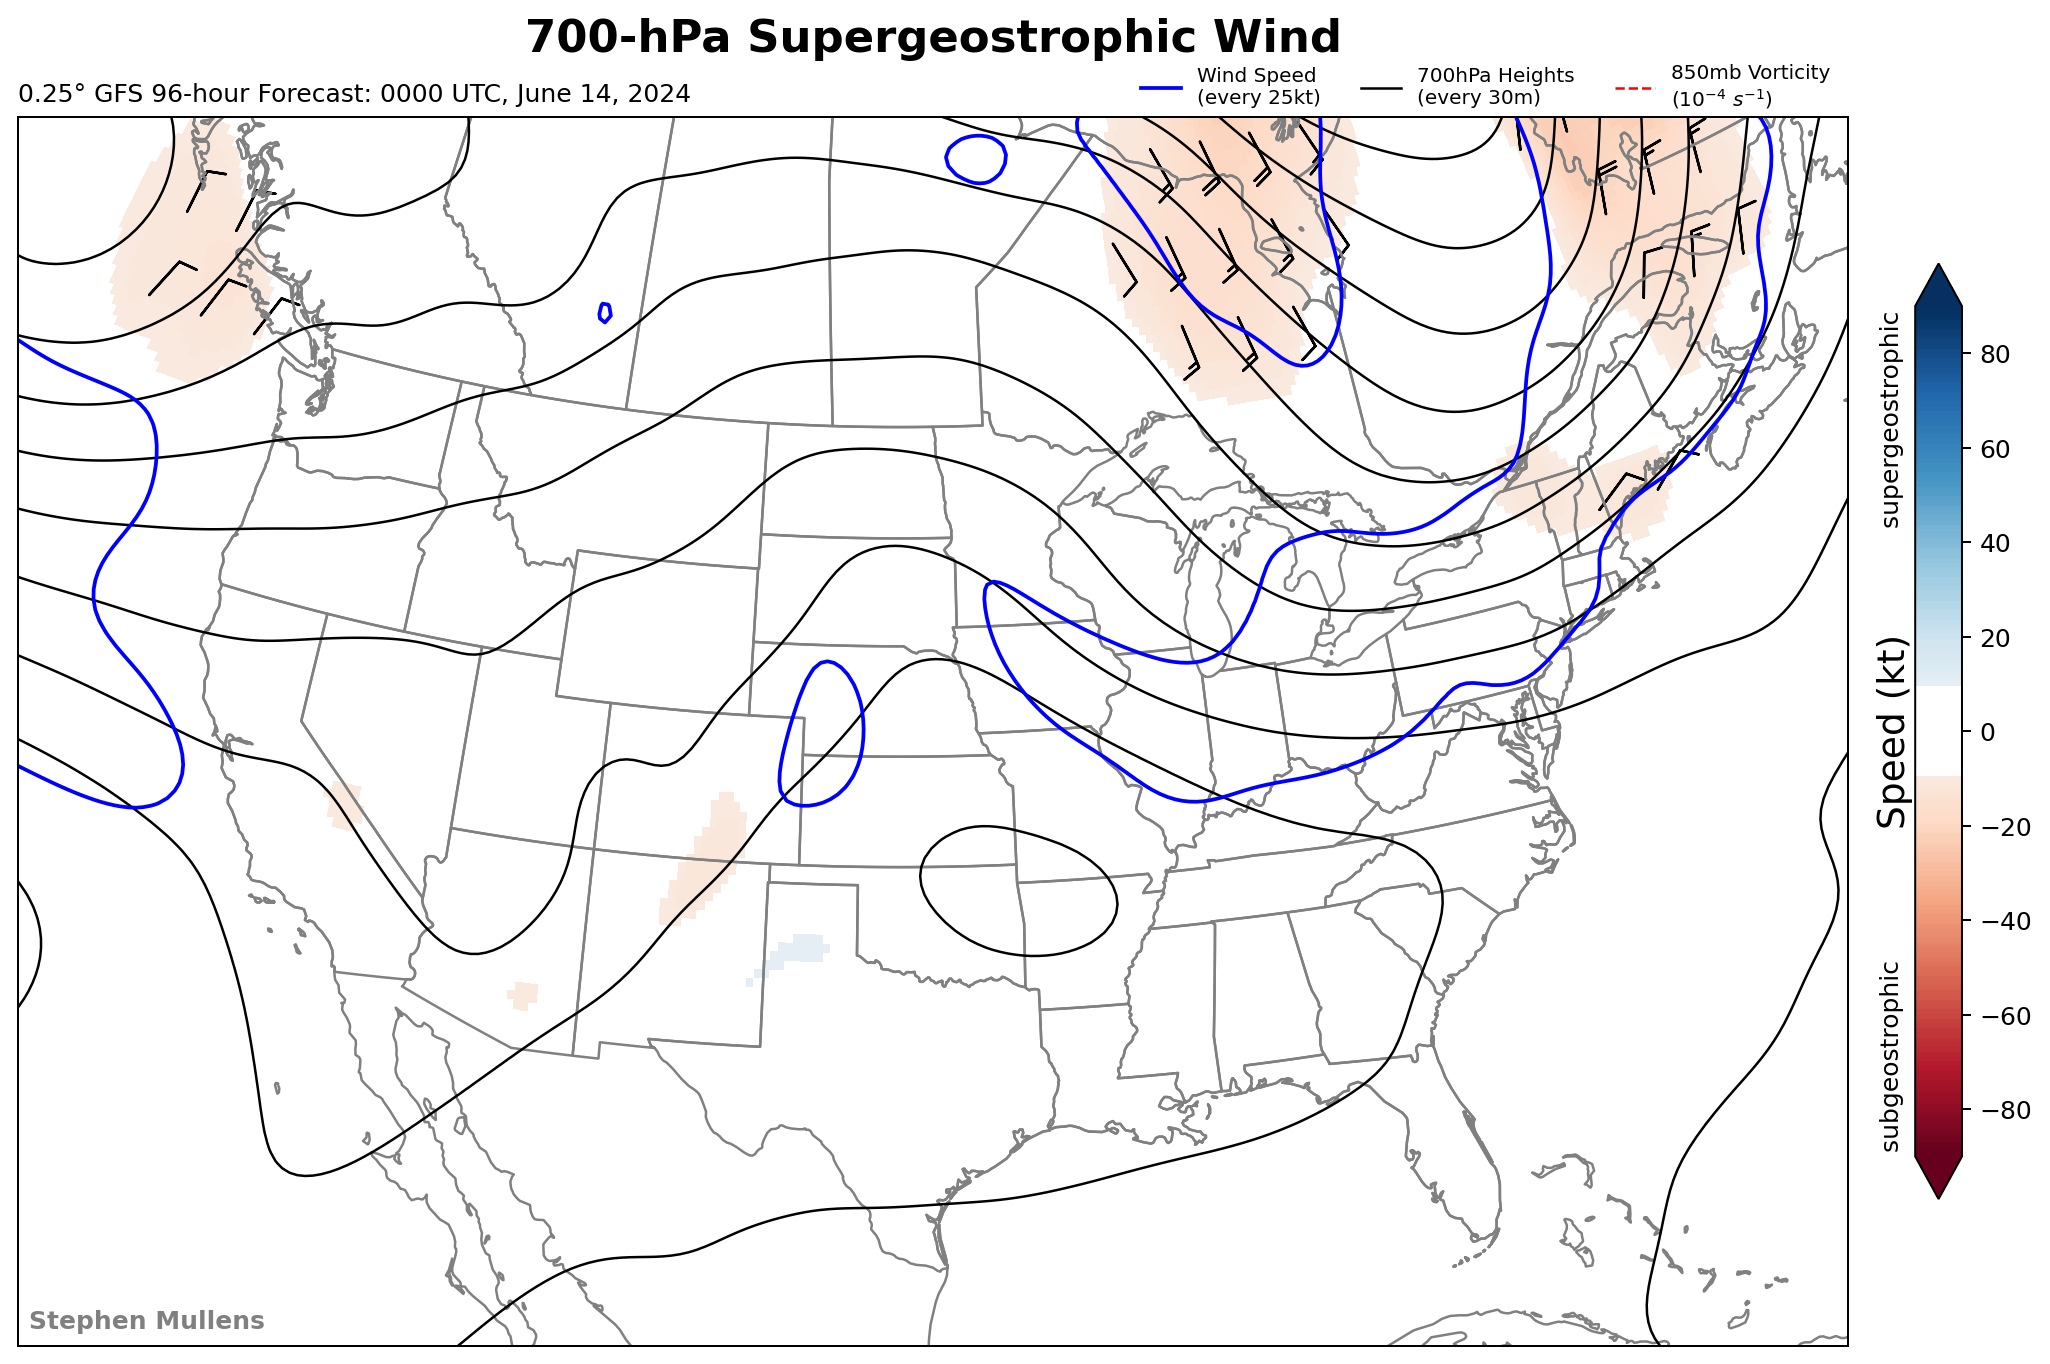 700-hPa Supergeostrophic Wind
0.25° GFS 96-hour Forecast: 0000 UTC, June 14, 2024
Wind Speed
(every 25kt)
700hPa Heights
(every 30m)
850mb Vorticity
(10⁻⁴ s⁻¹)
supergeostrophic
Speed (kt)
subgeostrophic
80
60
40
20
0
−20
−40
−60
−80
Stephen Mullens